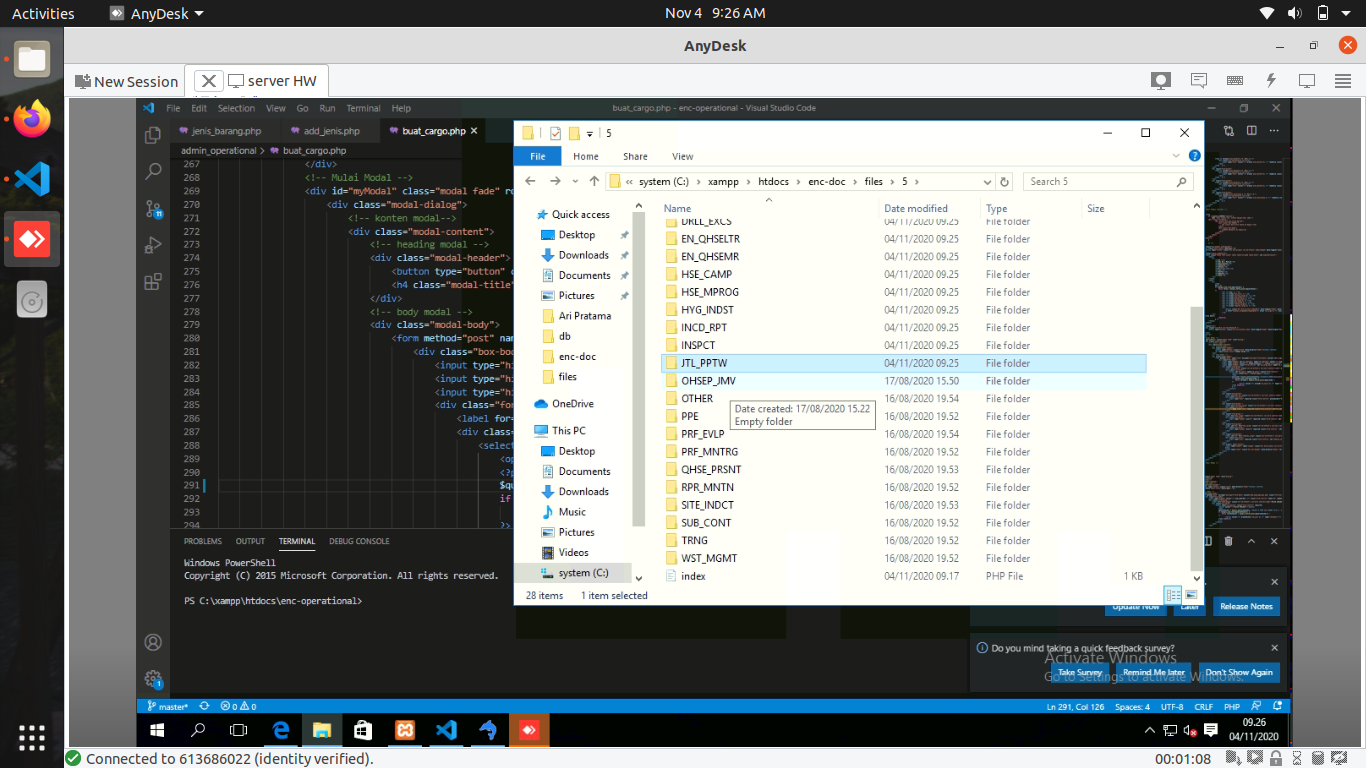 Activities AnyDesk Nov 4 9:26 AM
AnyDesk
New Session server HW
File Edit Selection View Go Run Terminal Help buat_cargo.php - enc-operational - Visual Studio Code
jenis_barang.php add_jenis.php buat_cargo.php
admin_operational > buat_cargo.php
267 </div>
268 <!-- Mulai Modal -->
269 <div id="myModal" class="modal fade" ro
270 <div class="modal-dialog">
271 <!-- konten modal-->
272 <div class="modal-content">
273 <!-- heading modal -->
274 <div class="modal-header">
275 <button type="button" c
276 <h4 class="modal-title"
277 </div>
278 <!-- body modal -->
279 <div class="modal-body">
280 <form method="post" nam
281 <div class="box-bod
282 <input type="hi
283 <input type="hi
284 <input type="hi
285 <div class="for
286 <label for=
287 <div class=
288 <select
289 <op
290 <?p
291 $qu
292 if
293
294 ?>
PROBLEMS OUTPUT TERMINAL DEBUG CONSOLE
Windows PowerShell
Copyright (C) 2015 Microsoft Corporation. All rights reserved.
PS C:\xampp\htdocs\enc-operational>
5
File Home Share View
« system (C:) > xampp > htdocs > enc-doc > files > 5 > Search 5
Quick access
Desktop
Downloads
Documents
Pictures
Ari Pratama
db
enc-doc
files
OneDrive
This PC
Desktop
Documents
Downloads
Music
Pictures
Videos
system (C:)
Name Date modified Type Size
DRLL_EXCS 04/11/2020 09.25 File folder
EN_QHSELTR 04/11/2020 09.25 File folder
EN_QHSEMR 04/11/2020 09.25 File folder
HSE_CAMP 04/11/2020 09.25 File folder
HSE_MPROG 04/11/2020 09.25 File folder
HYG_INDST 04/11/2020 09.25 File folder
INCD_RPT 04/11/2020 09.25 File folder
INSPCT 04/11/2020 09.25 File folder
JTL_PPTW 04/11/2020 09.25 File folder
OHSEP_JMV 17/08/2020 15.50 File folder
OTHER 16/08/2020 19.54 File folder
PPE 16/08/2020 19.52 File folder
PRF_EVLP 16/08/2020 19.54 File folder
PRF_MNTRG 16/08/2020 19.52 File folder
QHSE_PRSNT 16/08/2020 19.53 File folder
RPR_MNTN 16/08/2020 19.52 File folder
SITE_INDCT 16/08/2020 19.53 File folder
SUB_CONT 16/08/2020 19.52 File folder
TRNG 16/08/2020 19.52 File folder
WST_MGMT 16/08/2020 19.52 File folder
index 04/11/2020 09.17 PHP File 1 KB
Date created: 17/08/2020 15.22
Empty folder
28 items 1 item selected
Update Now Later Release Notes
Do you mind taking a quick feedback survey?
Take Survey Remind Me later Don't Show Again
Activate Windows
Go to Settings to activate Windows.
master* 0 0 Ln 291, Col 126 Spaces: 4 UTF-8 CRLF PHP
09.26
04/11/2020
Connected to 613686022 (identity verified). 00:01:08